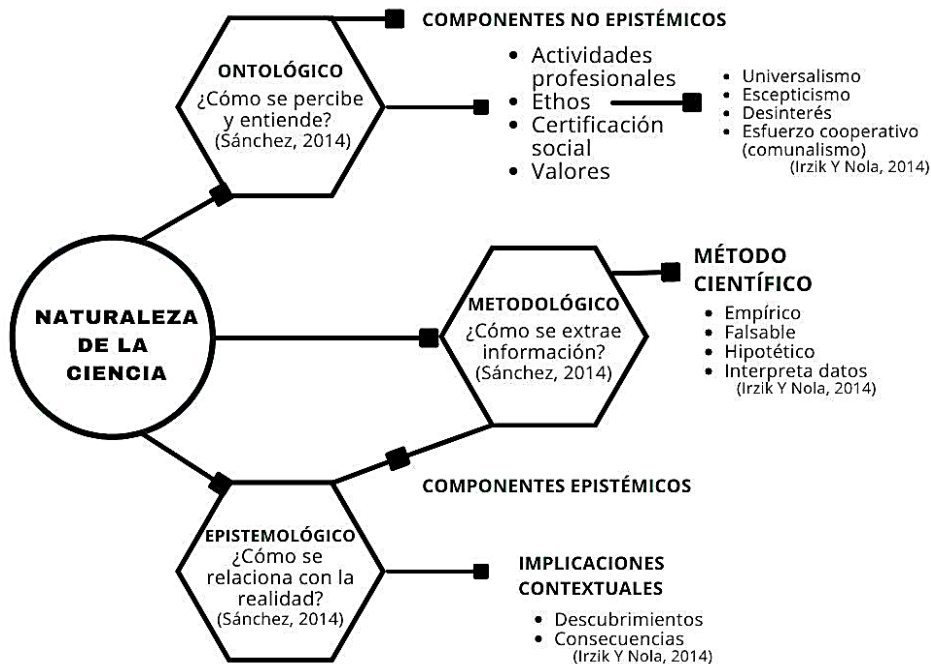 COMPONENTES NO EPISTÉMICOS
ONTOLÓGICO
¿Cómo se percibe
y entiende?
(Sánchez, 2014)
• Actividades
profesionales
• Ethos
• Certificación
social
• Valores
• Universalismo
• Escepticismo
• Desinterés
• Esfuerzo cooperativo
(comunalismo)
(Irzik Y Nola, 2014)
NATURALEZA
DE LA
CIENCIA
METODOLÓGICO
¿Cómo se extrae
información?
(Sánchez, 2014)
MÉTODO
CIENTÍFICO
• Empírico
• Falsable
• Hipotético
• Interpreta datos
(Irzik Y Nola, 2014)
COMPONENTES EPISTÉMICOS
EPISTEMOLÓGICO
¿Cómo se
relaciona con la
realidad?
(Sánchez, 2014)
IMPLICACIONES
CONTEXTUALES
• Descubrimientos
• Consecuencias
(Irzik Y Nola, 2014)